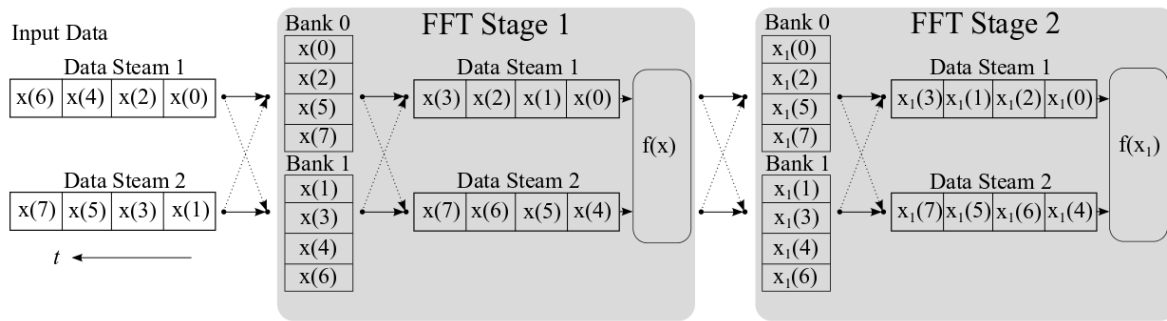 Input Data
Data Steam 1
x(6) x(4) x(2) x(0)
Data Steam 2
x(7) x(5) x(3) x(1)
t
FFT Stage 1
Bank 0
x(0)
x(2)
x(5)
x(7)
Bank 1
x(1)
x(3)
x(4)
x(6)
Data Steam 1
x(3) x(2) x(1) x(0)
Data Steam 2
x(7) x(6) x(5) x(4)
f(x)
FFT Stage 2
Bank 0
x₁(0)
x₁(2)
x₁(5)
x₁(7)
Bank 1
x₁(1)
x₁(3)
x₁(4)
x₁(6)
Data Steam 1
x₁(3) x₁(1) x₁(2) x₁(0)
Data Steam 2
x₁(7) x₁(5) x₁(6) x₁(4)
f(x₁)